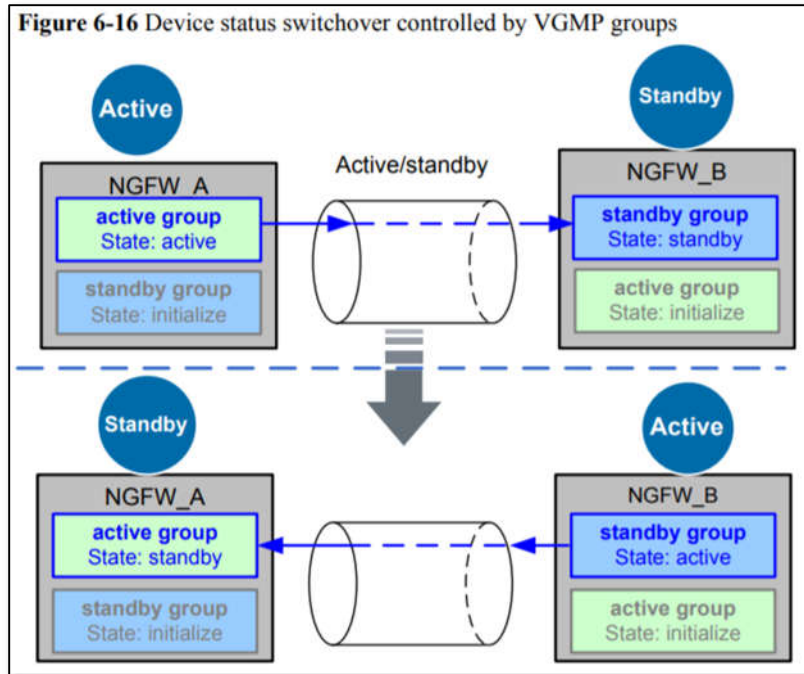 Figure 6-16 Device status switchover controlled by VGMP groups
Active
Standby
Active/standby
NGFW_A
active group
State: active
standby group
State: initialize
NGFW_B
standby group
State: standby
active group
State: initialize
Standby
Active
NGFW_A
active group
State: standby
standby group
State: initialize
NGFW_B
standby group
State: active
active group
State: initialize